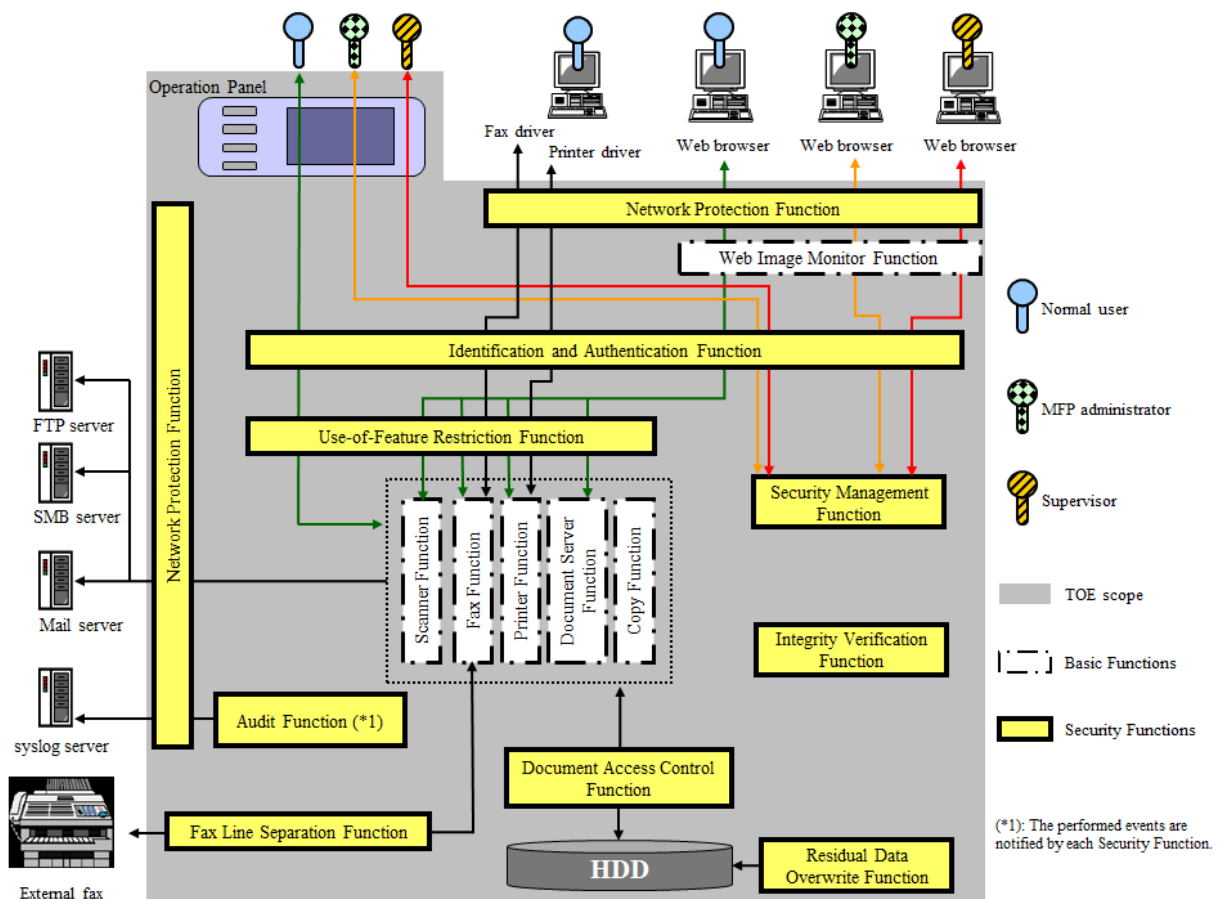 Operation Panel
Fax driver
Printer driver
Web browser
Web browser
Web browser
Network Protection Function
Web Image Monitor Function
Normal user
Identification and Authentication Function
Network Protection Function
FTP server
MFP administrator
Use-of-Feature Restriction Function
Security Management
Function
Supervisor
SMB server
Scanner Function
Fax Function
Printer Function
Document Server
Function
Copy Function
TOE scope
Mail server
Integrity Verification
Function
Basic Functions
Audit Function (*1)
Security Functions
syslog server
Document Access Control
Function
Fax Line Separation Function
(*1): The performed events are
notified by each Security Function.
HDD
Residual Data
Overwrite Function
External fax